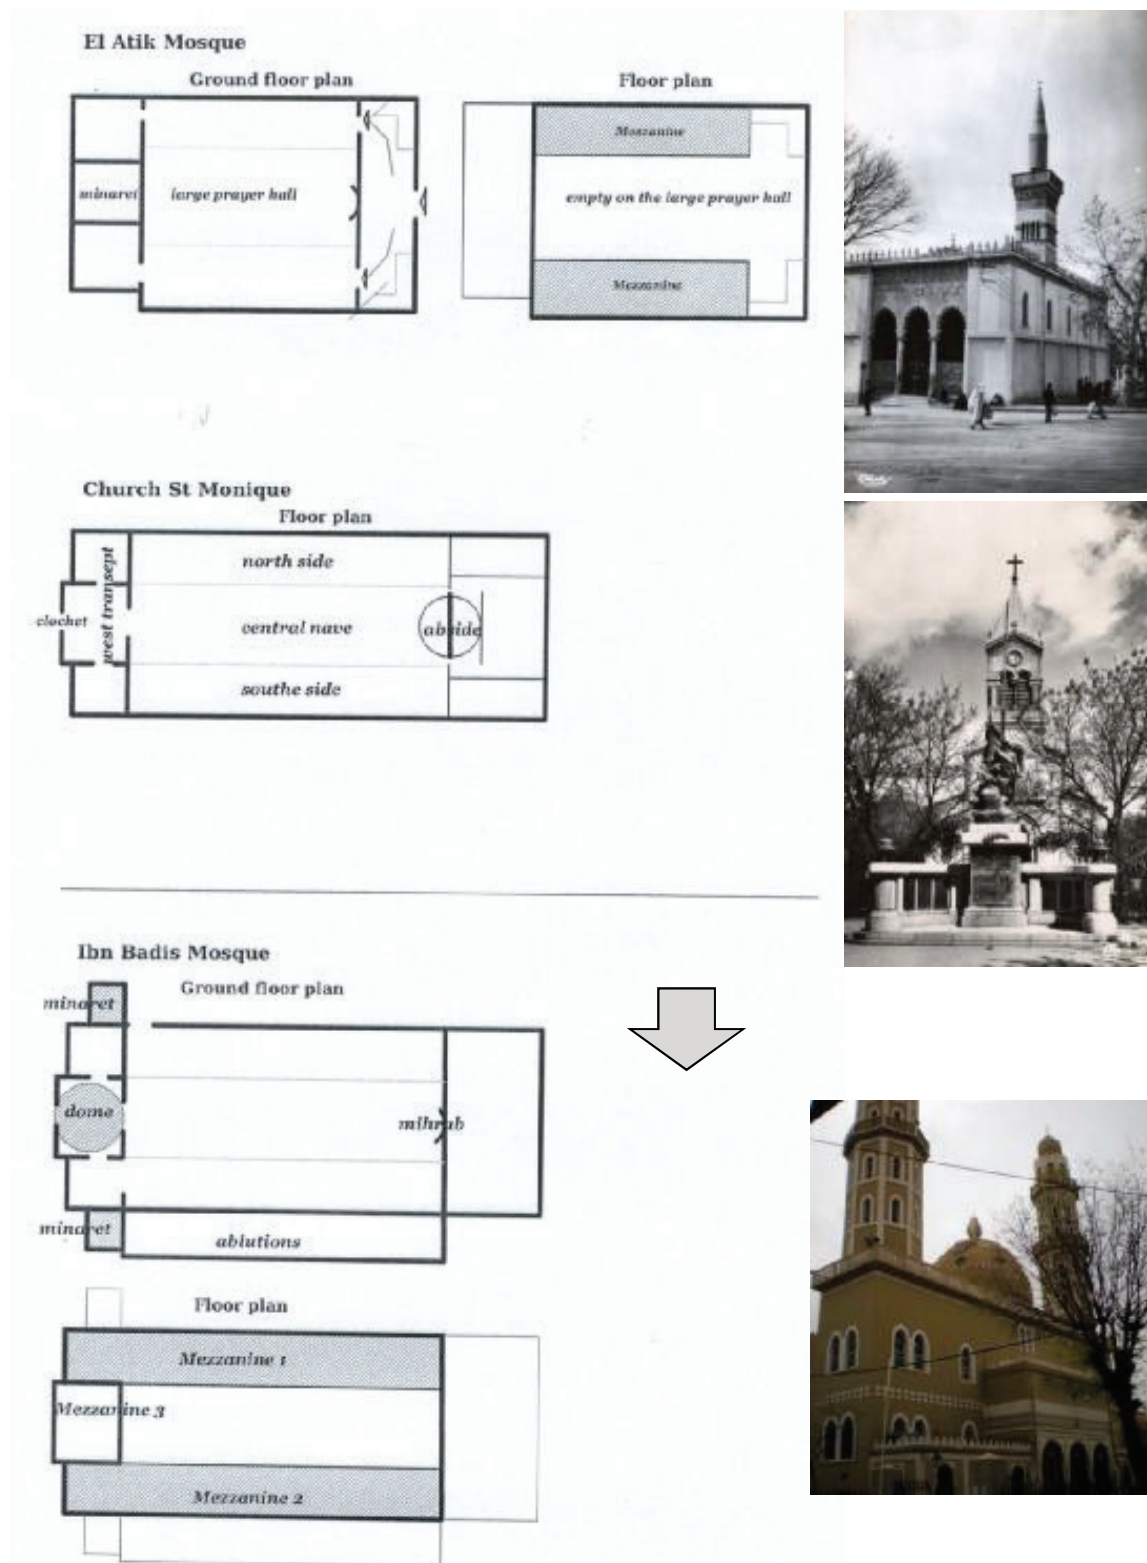 El Atik Mosque
Ground floor plan
Floor plan
minaret
large prayer hall
Mezzanine
empty on the large prayer hall
Mezzanine
Church St Monique
Floor plan
north side
clochet
west transept
central nave
abside
southe side
Ibn Badis Mosque
Ground floor plan
minaret
dome
mihrab
minaret
ablutions
Floor plan
Mezzanine 1
Mezzanine 3
Mezzanine 2